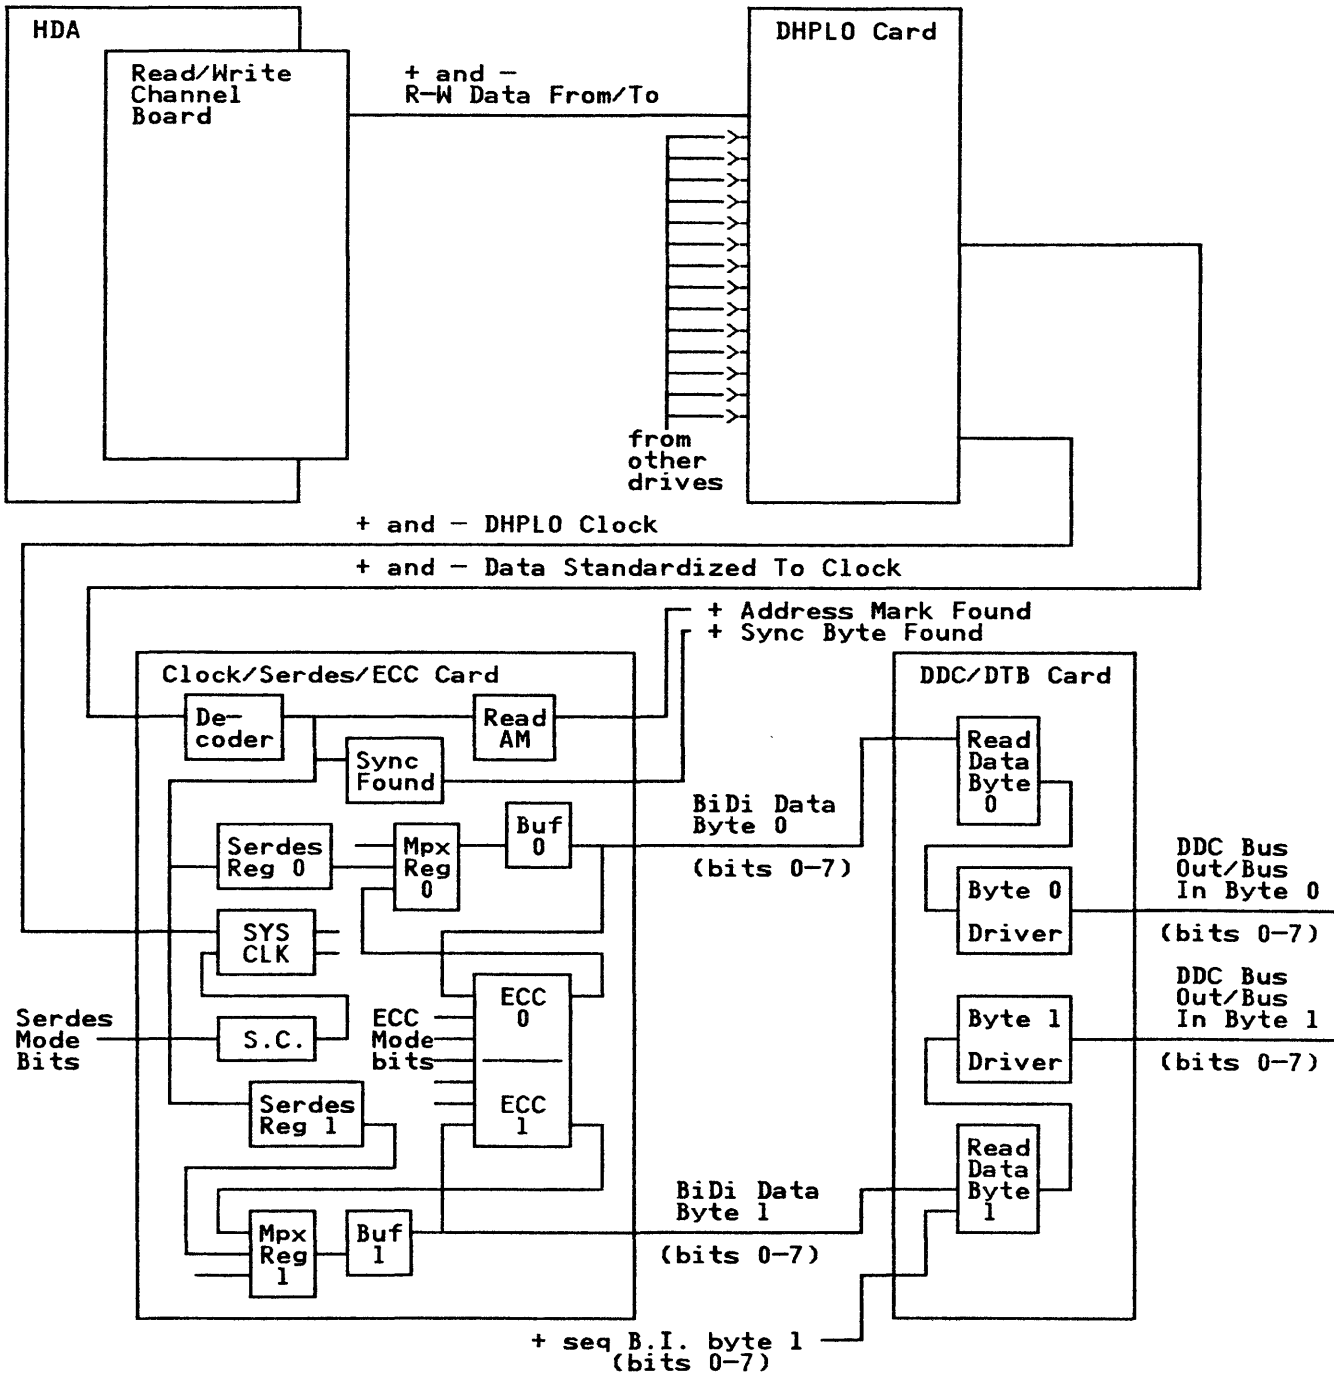 HDA
DHPLO Card
Read/Write
Channel
Board
+ and —
R—W Data From/To
from
other
drives
+ and — DHPLO Clock
+ and — Data Standardized To Clock
+ Address Mark Found
+ Sync Byte Found
Clock/Serdes/ECC Card
DDC/DTB Card
De—
coder
Read
AM
Sync
Found
Read
Data
Byte
0
BiDi Data
Byte 0
(bits 0—7)
Serdes
Reg 0
Mpx
Reg
0
Buf
0
DDC Bus
Out/Bus
In Byte 0
(bits 0—7)
Byte 0
Driver
SYS
CLK
ECC
0
DDC Bus
Out/Bus
In Byte 1
(bits 0—7)
Serdes
Mode
Bits
S.C.
ECC
Mode
bits
Byte 1
Driver
Serdes
Reg 1
ECC
1
Read
Data
Byte
1
BiDi Data
Byte 1
(bits 0—7)
Mpx
Reg
1
Buf
1
+ seq B.I. byte 1
(bits 0—7)